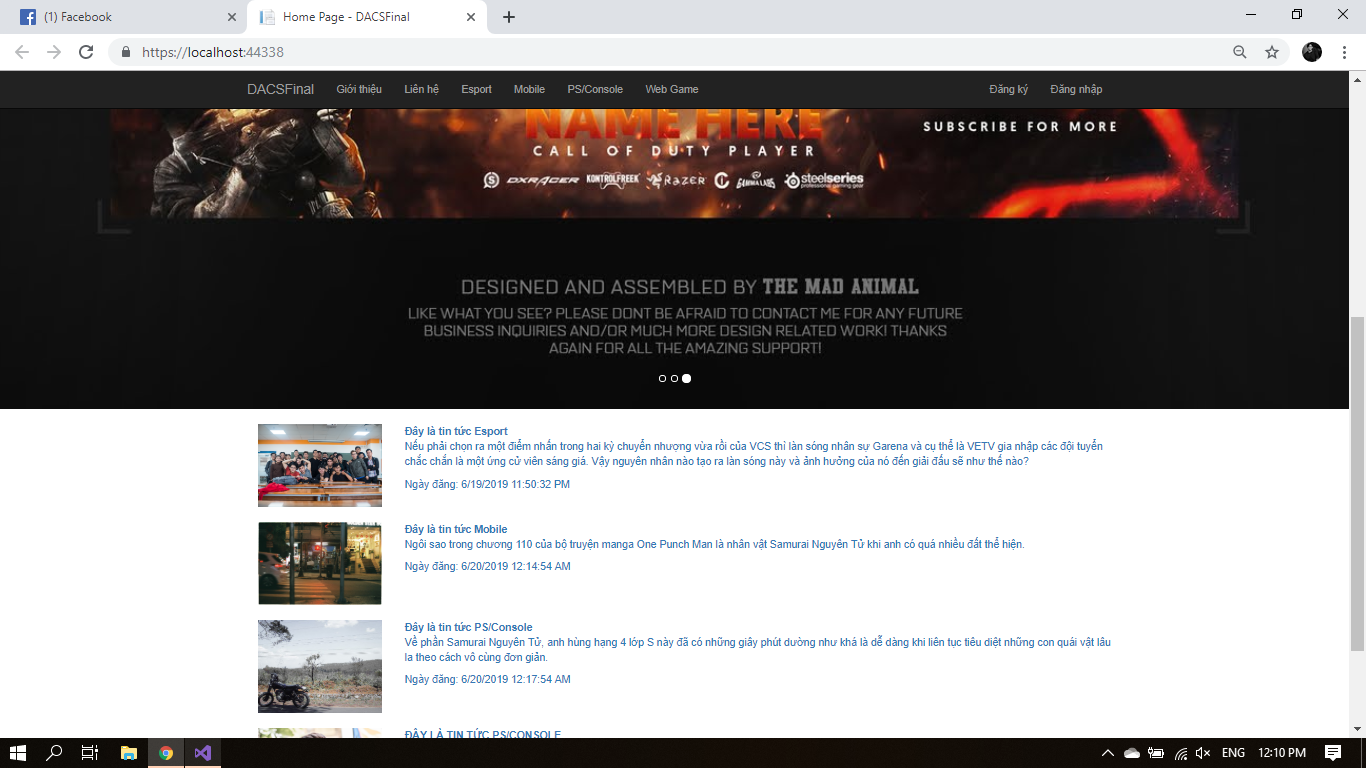 (1) Facebook
Home Page - DACSFinal
https://localhost:44338
DACSFinal
Giới thiệu
Liên hệ
Esport
Mobile
PS/Console
Web Game
Đăng ký
Đăng nhập
NAME HERE
SUBSCRIBE FOR MORE
CALL OF DUTY PLAYER
DXRACER
KONTROLFREEK
RAZER
GAMMA LABS
steelseries
professional gaming gear
DESIGNED AND ASSEMBLED BY THE MAD ANIMAL
LIKE WHAT YOU SEE? PLEASE DONT BE AFRAID TO CONTACT ME FOR ANY FUTURE
BUSINESS INQUIRIES AND/OR MUCH MORE DESIGN RELATED WORK! THANKS
AGAIN FOR ALL THE AMAZING SUPPORT!
Đây là tin tức Esport
Nếu phải chọn ra một điểm nhấn trong hai kỳ chuyển nhượng vừa rồi của VCS thì làn sóng nhân sự Garena và cụ thể là VETV gia nhập các đội tuyển
chắc chắn là một ứng cử viên sáng giá. Vậy nguyên nhân nào tạo ra làn sóng này và ảnh hưởng của nó đến giải đấu sẽ như thế nào?
Ngày đăng: 6/19/2019 11:50:32 PM
Đây là tin tức Mobile
Ngôi sao trong chương 110 của bộ truyện manga One Punch Man là nhân vật Samurai Nguyên Tử khi anh có quá nhiều đất thể hiện.
Ngày đăng: 6/20/2019 12:14:54 AM
Đây là tin tức PS/Console
Về phần Samurai Nguyên Tử, anh hùng hạng 4 lớp S này đã có những giây phút dường như khá là dễ dàng khi liên tục tiêu diệt những con quái vật lâu
la theo cách vô cùng đơn giản.
Ngày đăng: 6/20/2019 12:17:54 AM
ĐÂY LÀ TIN TỨC PS/CONSOLE
ENG
12:10 PM